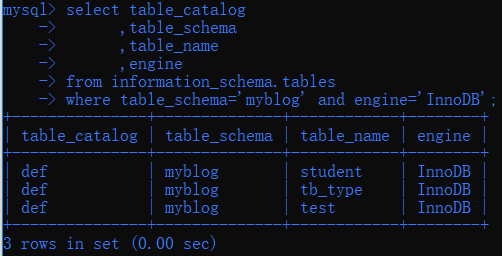 mysql> select table_catalog
    ->       ,table_schema
    ->       ,table_name
    ->       ,engine
    -> from information_schema.tables
    -> where table_schema='myblog' and engine='InnoDB';
+---------------+--------------+------------+--------+
| table_catalog | table_schema | table_name | engine |
+---------------+--------------+------------+--------+
| def           | myblog       | student    | InnoDB |
| def           | myblog       | tb_type    | InnoDB |
| def           | myblog       | test       | InnoDB |
+---------------+--------------+------------+--------+
3 rows in set (0.00 sec)